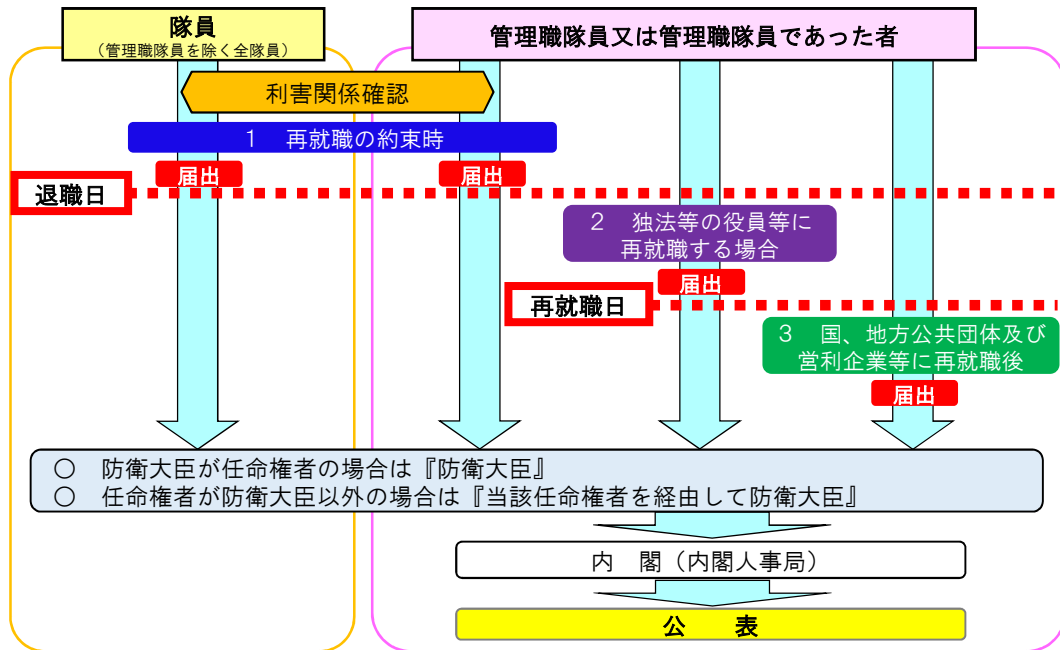 隊員
（管理職隊員を除く全隊員）
管理職隊員又は管理職隊員であった者
利害関係確認
１　再就職の約束時
届出
届出
退職日
２　独法等の役員等に
再就職する場合
届出
再就職日
３　国、地方公共団体及び
営利企業等に再就職後
届出
○　防衛大臣が任命権者の場合は『防衛大臣』
○　任命権者が防衛大臣以外の場合は『当該任命権者を経由して防衛大臣』
内　閣（内閣人事局）
公　　表